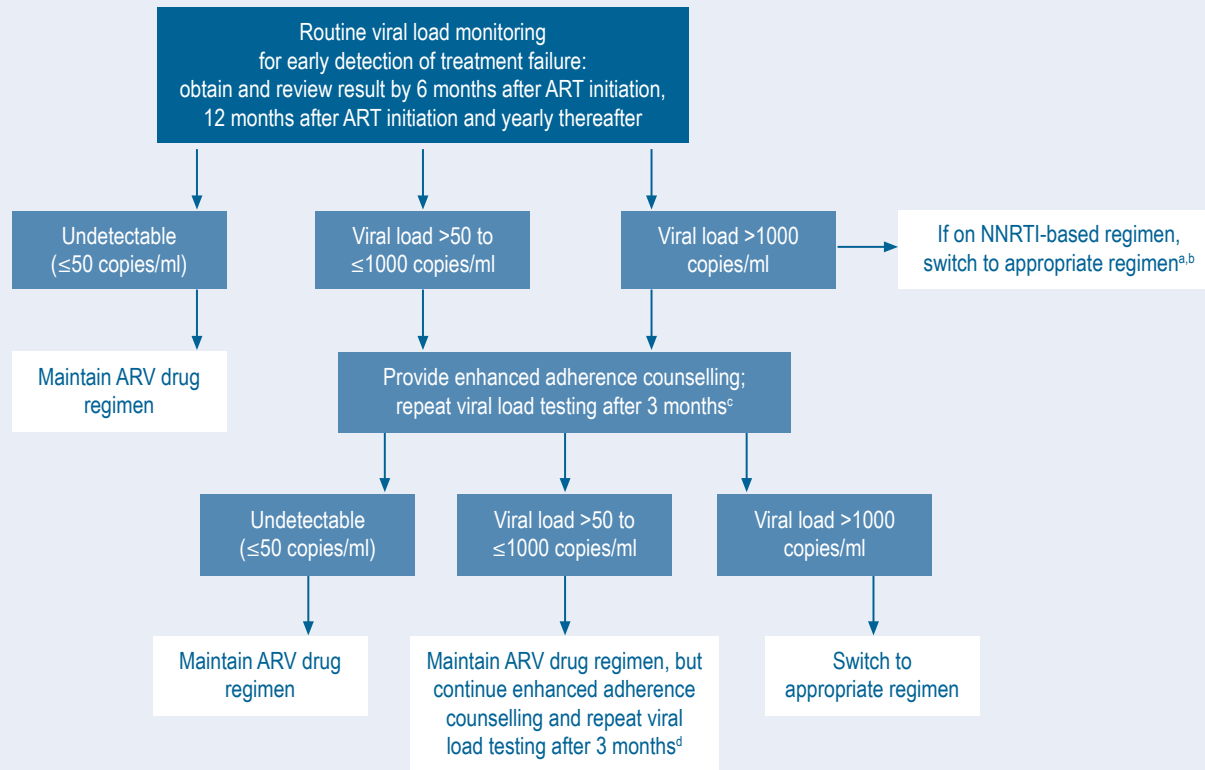 Routine viral load monitoring
for early detection of treatment failure:
obtain and review result by 6 months after ART initiation,
12 months after ART initiation and yearly thereafter
Undetectable
(≤50 copies/ml)
Viral load >50 to
≤1000 copies/ml
Viral load >1000
copies/ml
If on NNRTI-based regimen,
switch to appropriate regimenᵃ,ᵇ
Maintain ARV drug
regimen
Provide enhanced adherence counselling;
repeat viral load testing after 3 monthsᶜ
Undetectable
(≤50 copies/ml)
Viral load >50 to
≤1000 copies/ml
Viral load >1000
copies/ml
Maintain ARV drug
regimen
Maintain ARV drug regimen, but
continue enhanced adherence
counselling and repeat viral
load testing after 3 monthsᵈ
Switch to
appropriate regimen